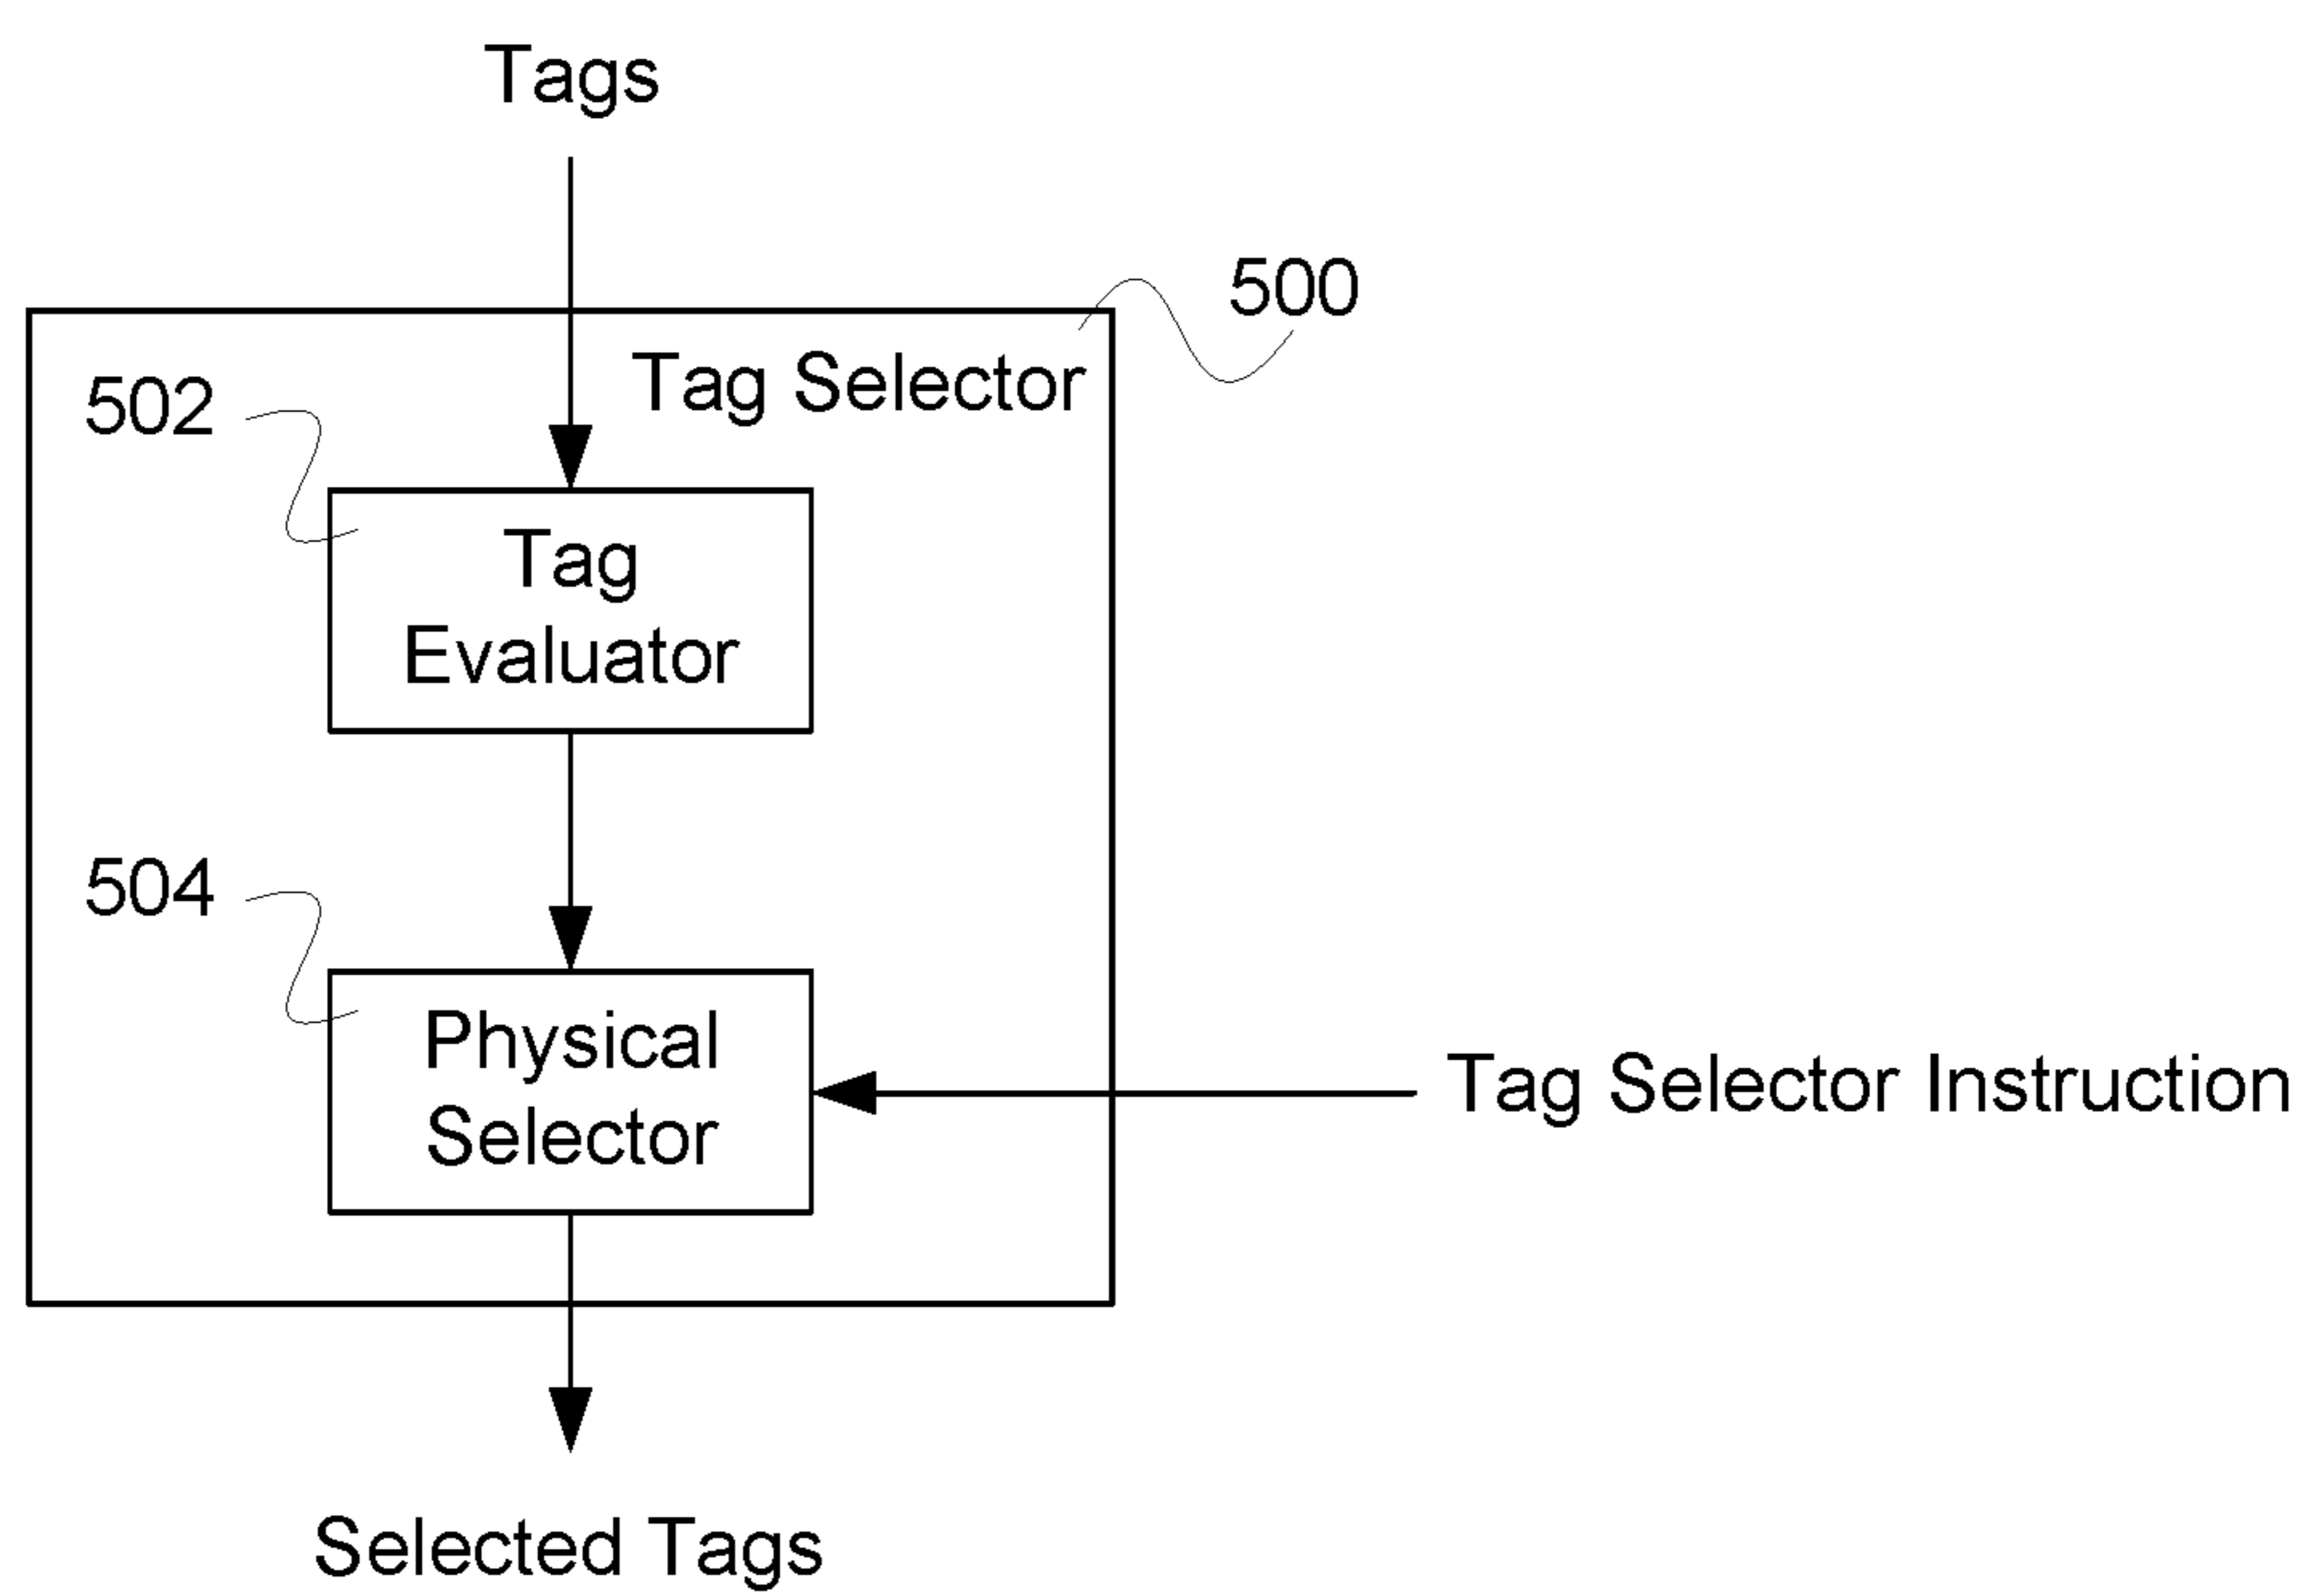 Tags
500
Tag Selector
502
Tag
Evaluator
504
Physical
Selector
Tag Selector Instruction
Selected Tags